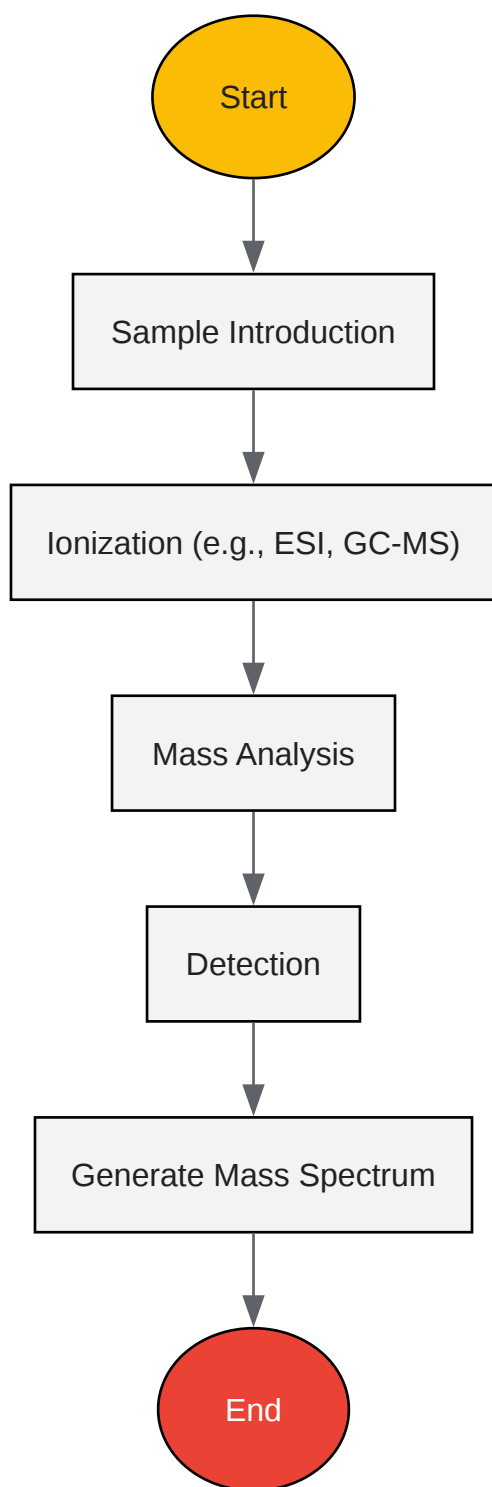 Start
Sample Introduction
Ionization (e.g., ESI, GC-MS)
Mass Analysis
Detection
Generate Mass Spectrum
End